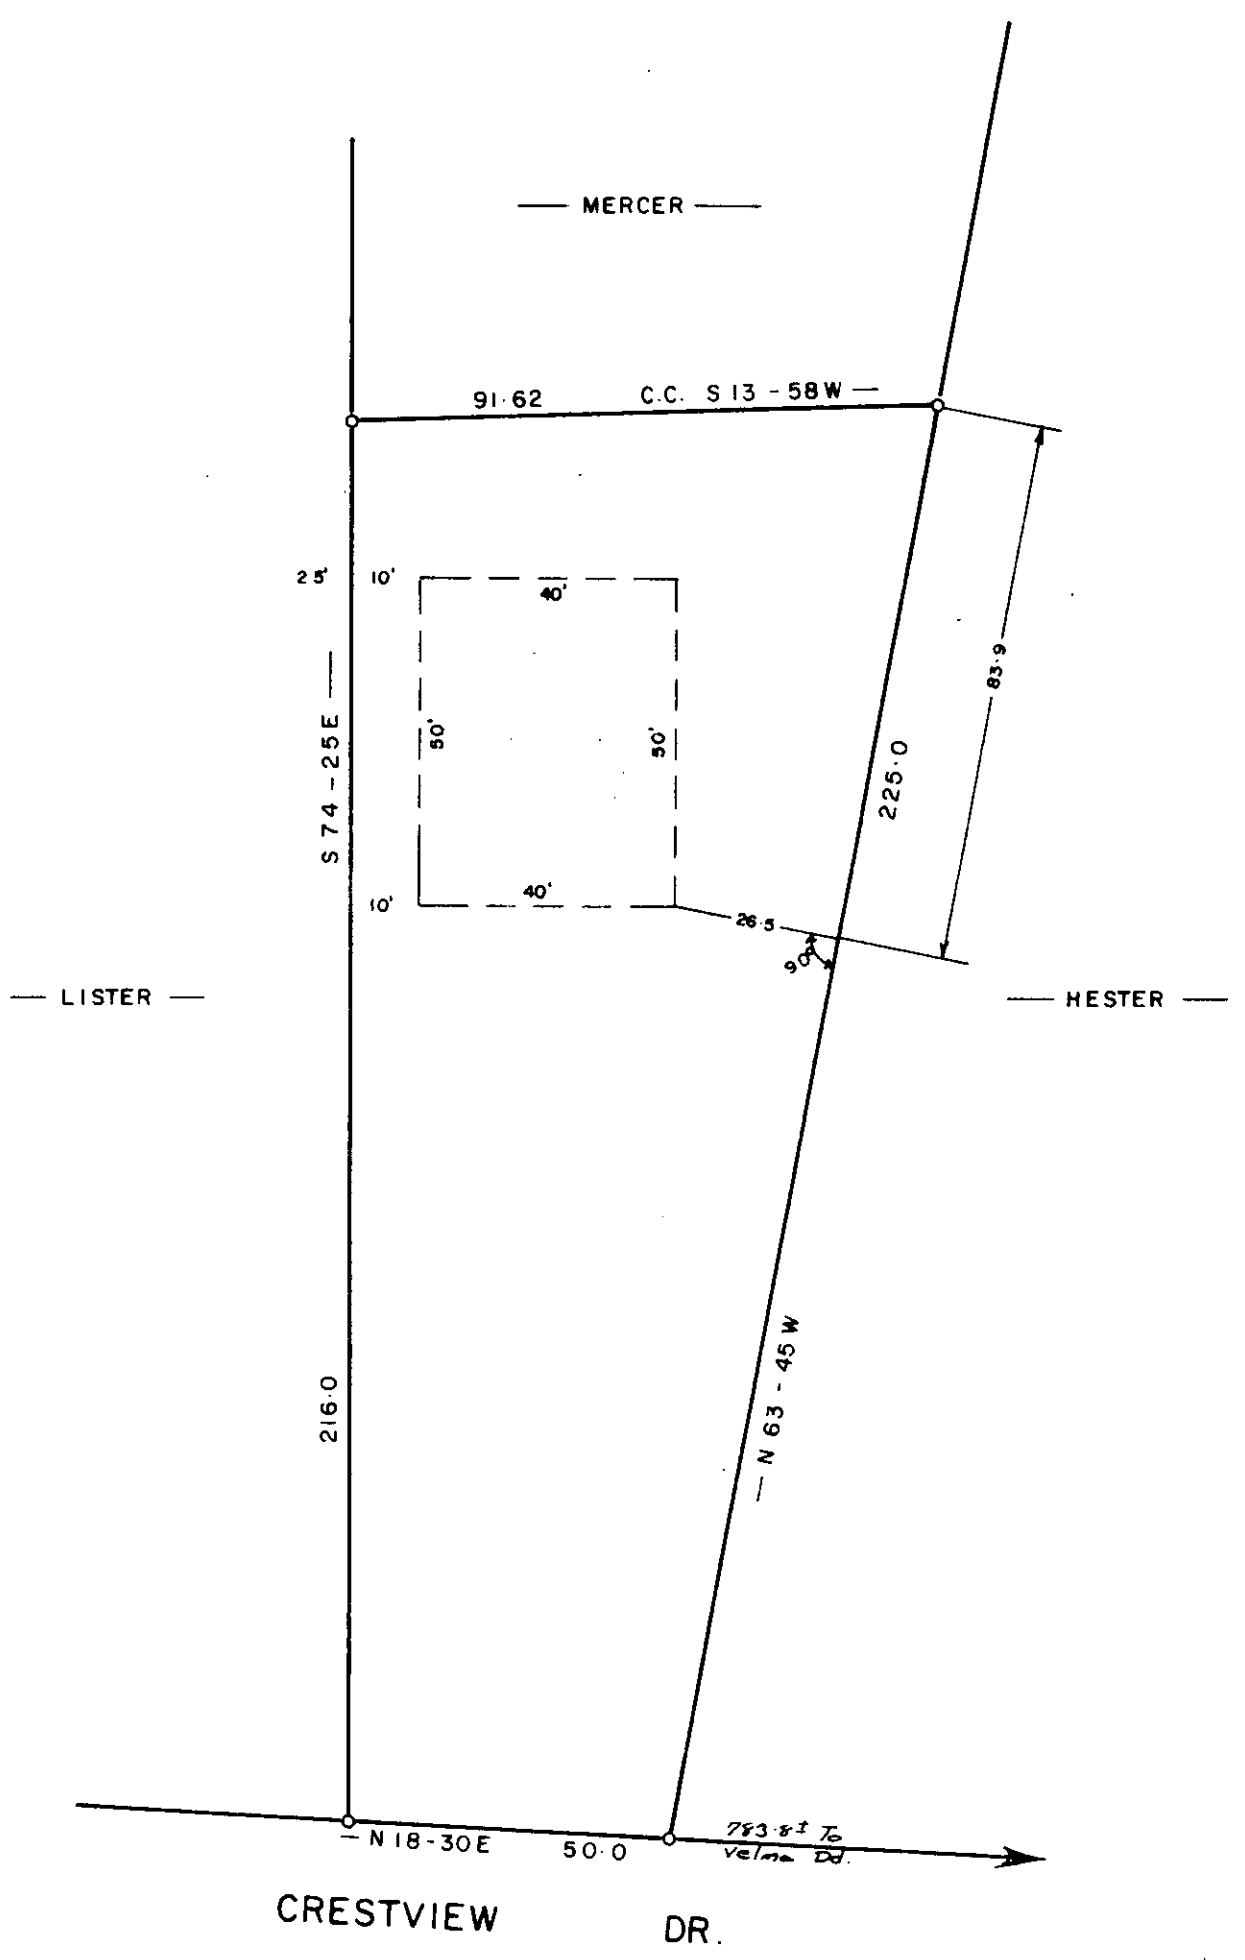 — MERCER —
91.62 C.C. S 13 - 58 W —
25' 10'
40'
83.9
50'
50'
S 74 - 25 E —
225.0
40'
10'
26.5
90°
— LISTER —
— HESTER —
— N 63 - 45 W
216.0
783.8± To
Velma Dd.
— N 18 - 30 E 50.0
CRESTVIEW DR.